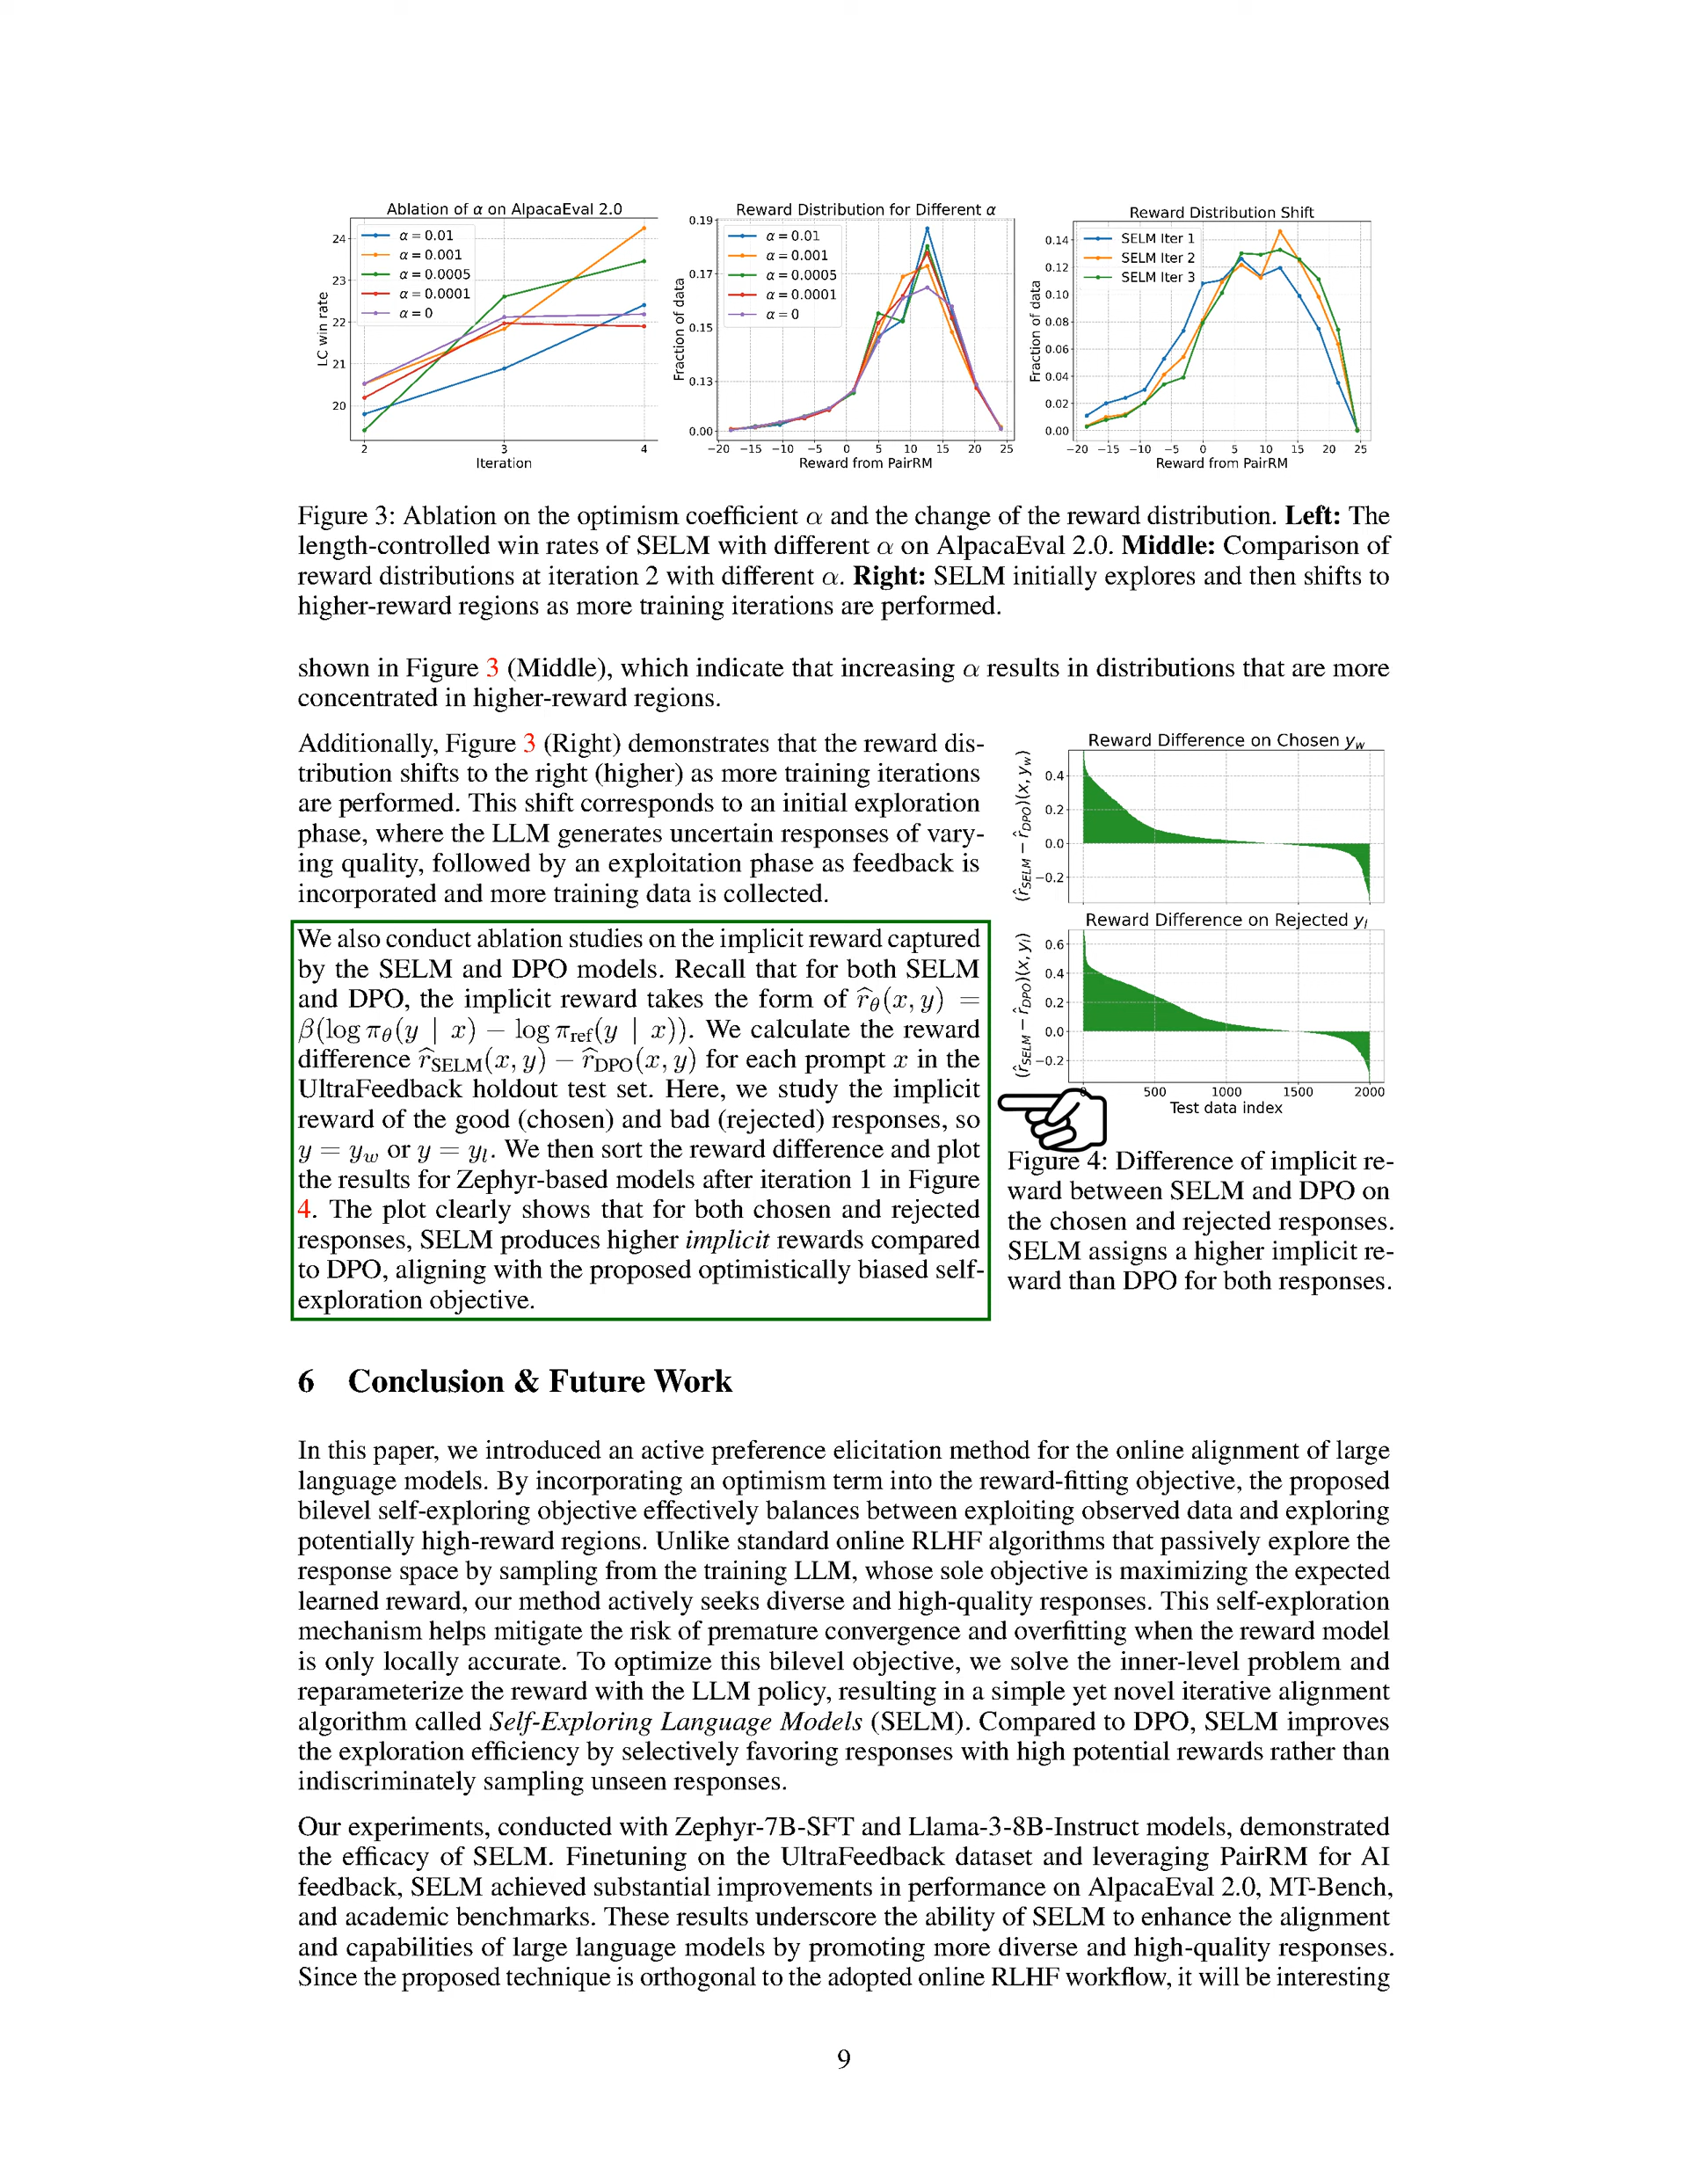 Ablation of α on AlpacaEval 2.0
α = 0.01
α = 0.001
α = 0.0005
α = 0.0001
α = 0
24
23
22
21
20
LC win rate
2 3 4
Iteration
Reward Distribution for Different α
α = 0.01
α = 0.001
α = 0.0005
α = 0.0001
α = 0
0.19
0.17
0.15
0.13
0.00
Fraction of data
−20 −15 −10 −5 0 5 10 15 20 25
Reward from PairRM
Reward Distribution Shift
SELM Iter 1
SELM Iter 2
SELM Iter 3
0.14
0.12
0.10
0.08
0.06
0.04
0.02
0.00
Fraction of data
−20 −15 −10 −5 0 5 10 15 20 25
Reward from PairRM
Figure 3: Ablation on the optimism coefficient α and the change of the reward distribution. Left: The
length-controlled win rates of SELM with different α on AlpacaEval 2.0. Middle: Comparison of
reward distributions at iteration 2 with different α. Right: SELM initially explores and then shifts to
higher-reward regions as more training iterations are performed.
shown in Figure 3 (Middle), which indicate that increasing α results in distributions that are more
concentrated in higher-reward regions.
Additionally, Figure 3 (Right) demonstrates that the reward dis-
tribution shifts to the right (higher) as more training iterations
are performed. This shift corresponds to an initial exploration
phase, where the LLM generates uncertain responses of vary-
ing quality, followed by an exploitation phase as feedback is
incorporated and more training data is collected.
We also conduct ablation studies on the implicit reward captured
by the SELM and DPO models. Recall that for both SELM
and DPO, the implicit reward takes the form of r̂θ(x, y) =
β(log πθ(y | x) − log πref(y | x)). We calculate the reward
difference r̂SELM(x, y) − r̂DPO(x, y) for each prompt x in the
UltraFeedback holdout test set. Here, we study the implicit
reward of the good (chosen) and bad (rejected) responses, so
y = yw or y = yl. We then sort the reward difference and plot
the results for Zephyr-based models after iteration 1 in Figure
4. The plot clearly shows that for both chosen and rejected
responses, SELM produces higher implicit rewards compared
to DPO, aligning with the proposed optimistically biased self-
exploration objective.
Reward Difference on Chosen yw
(r̂SELM − r̂DPO)(x, yw)
0.4
0.2
0.0
−0.2
Reward Difference on Rejected yl
(r̂SELM − r̂DPO)(x, yl)
0.6
0.4
0.2
0.0
−0.2
0 500 1000 1500 2000
Test data index
Figure 4: Difference of implicit re-
ward between SELM and DPO on
the chosen and rejected responses.
SELM assigns a higher implicit re-
ward than DPO for both responses.
6 Conclusion & Future Work
In this paper, we introduced an active preference elicitation method for the online alignment of large
language models. By incorporating an optimism term into the reward-fitting objective, the proposed
bilevel self-exploring objective effectively balances between exploiting observed data and exploring
potentially high-reward regions. Unlike standard online RLHF algorithms that passively explore the
response space by sampling from the training LLM, whose sole objective is maximizing the expected
learned reward, our method actively seeks diverse and high-quality responses. This self-exploration
mechanism helps mitigate the risk of premature convergence and overfitting when the reward model
is only locally accurate. To optimize this bilevel objective, we solve the inner-level problem and
reparameterize the reward with the LLM policy, resulting in a simple yet novel iterative alignment
algorithm called Self-Exploring Language Models (SELM). Compared to DPO, SELM improves
the exploration efficiency by selectively favoring responses with high potential rewards rather than
indiscriminately sampling unseen responses.
Our experiments, conducted with Zephyr-7B-SFT and Llama-3-8B-Instruct models, demonstrated
the efficacy of SELM. Finetuning on the UltraFeedback dataset and leveraging PairRM for AI
feedback, SELM achieved substantial improvements in performance on AlpacaEval 2.0, MT-Bench,
and academic benchmarks. These results underscore the ability of SELM to enhance the alignment
and capabilities of large language models by promoting more diverse and high-quality responses.
Since the proposed technique is orthogonal to the adopted online RLHF workflow, it will be interesting
9